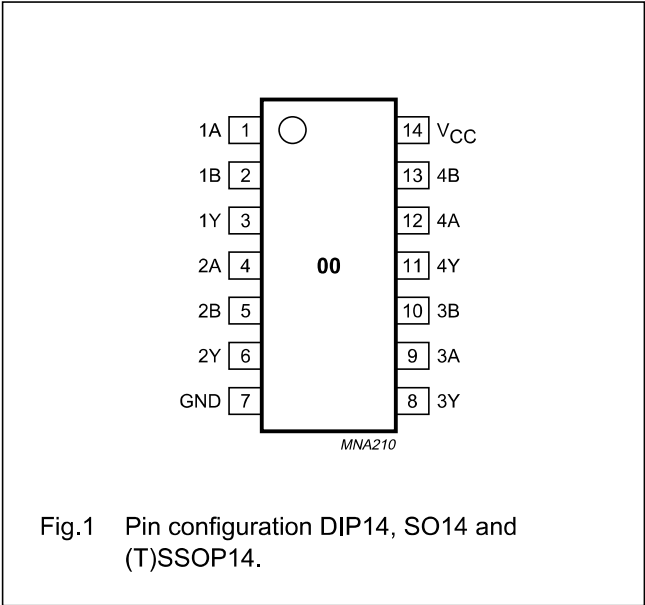 1A 1 14 VCC
1B 2 13 4B
1Y 3 12 4A
2A 4 00 11 4Y
2B 5 10 3B
2Y 6 9 3A
GND 7 8 3Y
MNA210
Fig.1 Pin configuration DIP14, SO14 and
(T)SSOP14.